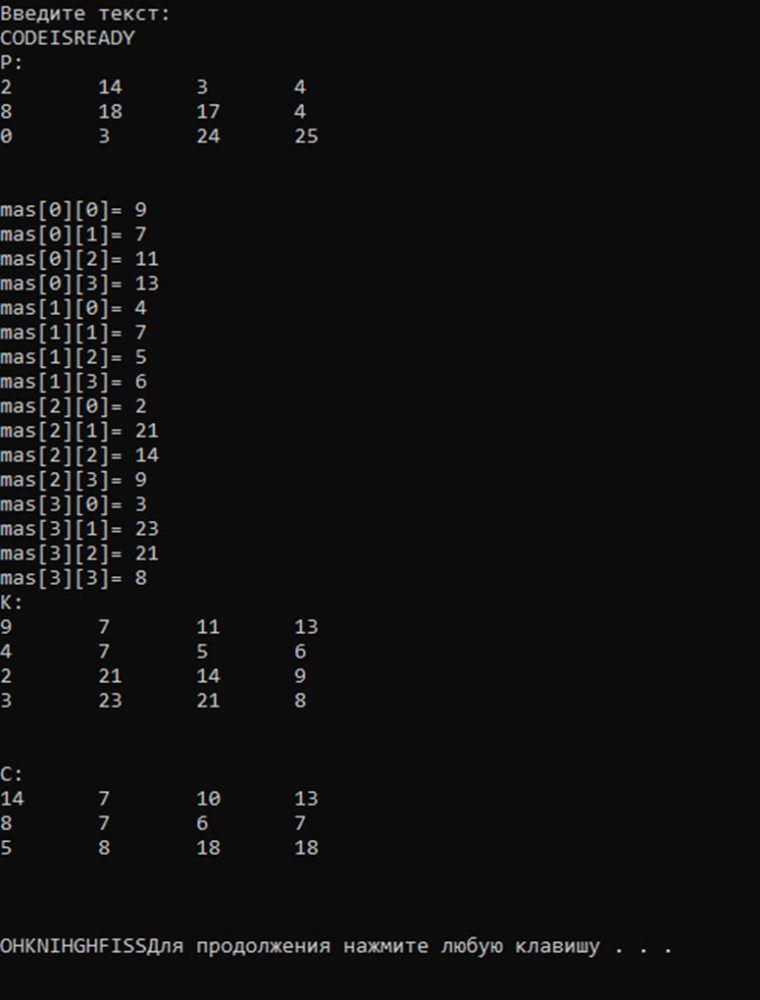 Введите текст:
CODEISREADY
P:
2 14 3 4
8 18 17 4
0 3 24 25
mas[0][0]= 9
mas[0][1]= 7
mas[0][2]= 11
mas[0][3]= 13
mas[1][0]= 4
mas[1][1]= 7
mas[1][2]= 5
mas[1][3]= 6
mas[2][0]= 2
mas[2][1]= 21
mas[2][2]= 14
mas[2][3]= 9
mas[3][0]= 3
mas[3][1]= 23
mas[3][2]= 21
mas[3][3]= 8
K:
9 7 11 13
4 7 5 6
2 21 14 9
3 23 21 8
C:
14 7 10 13
8 7 6 7
5 8 18 18
OHKNIHGHFISSДля продолжения нажмите любую клавишу . . .